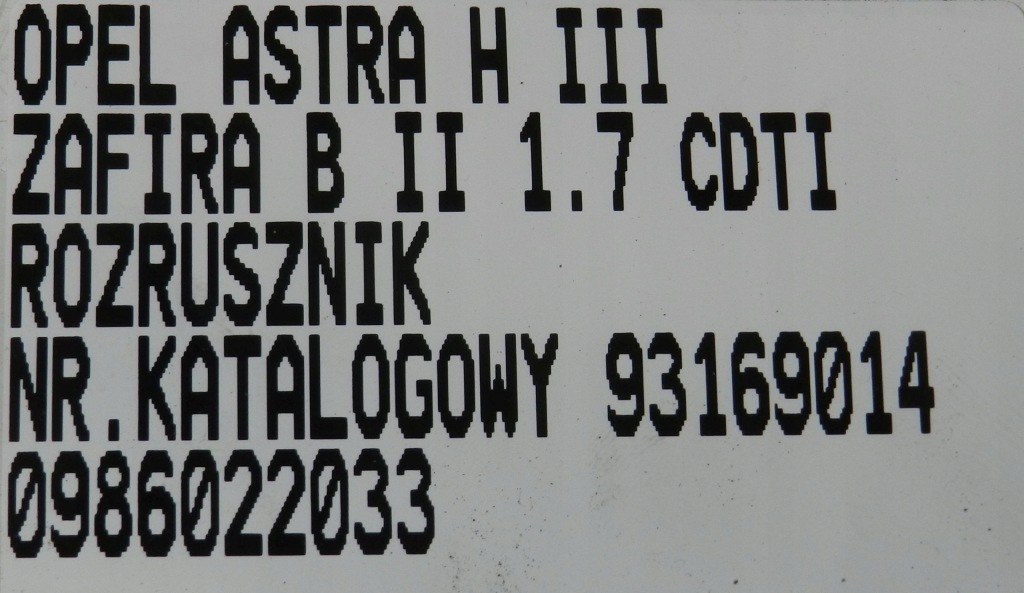 OPEL ASTRA H III
ZAFIRA B II 1.7 CDTI
ROZRUSZNIK
NR.KATALOGOWY 93169014
0986022033